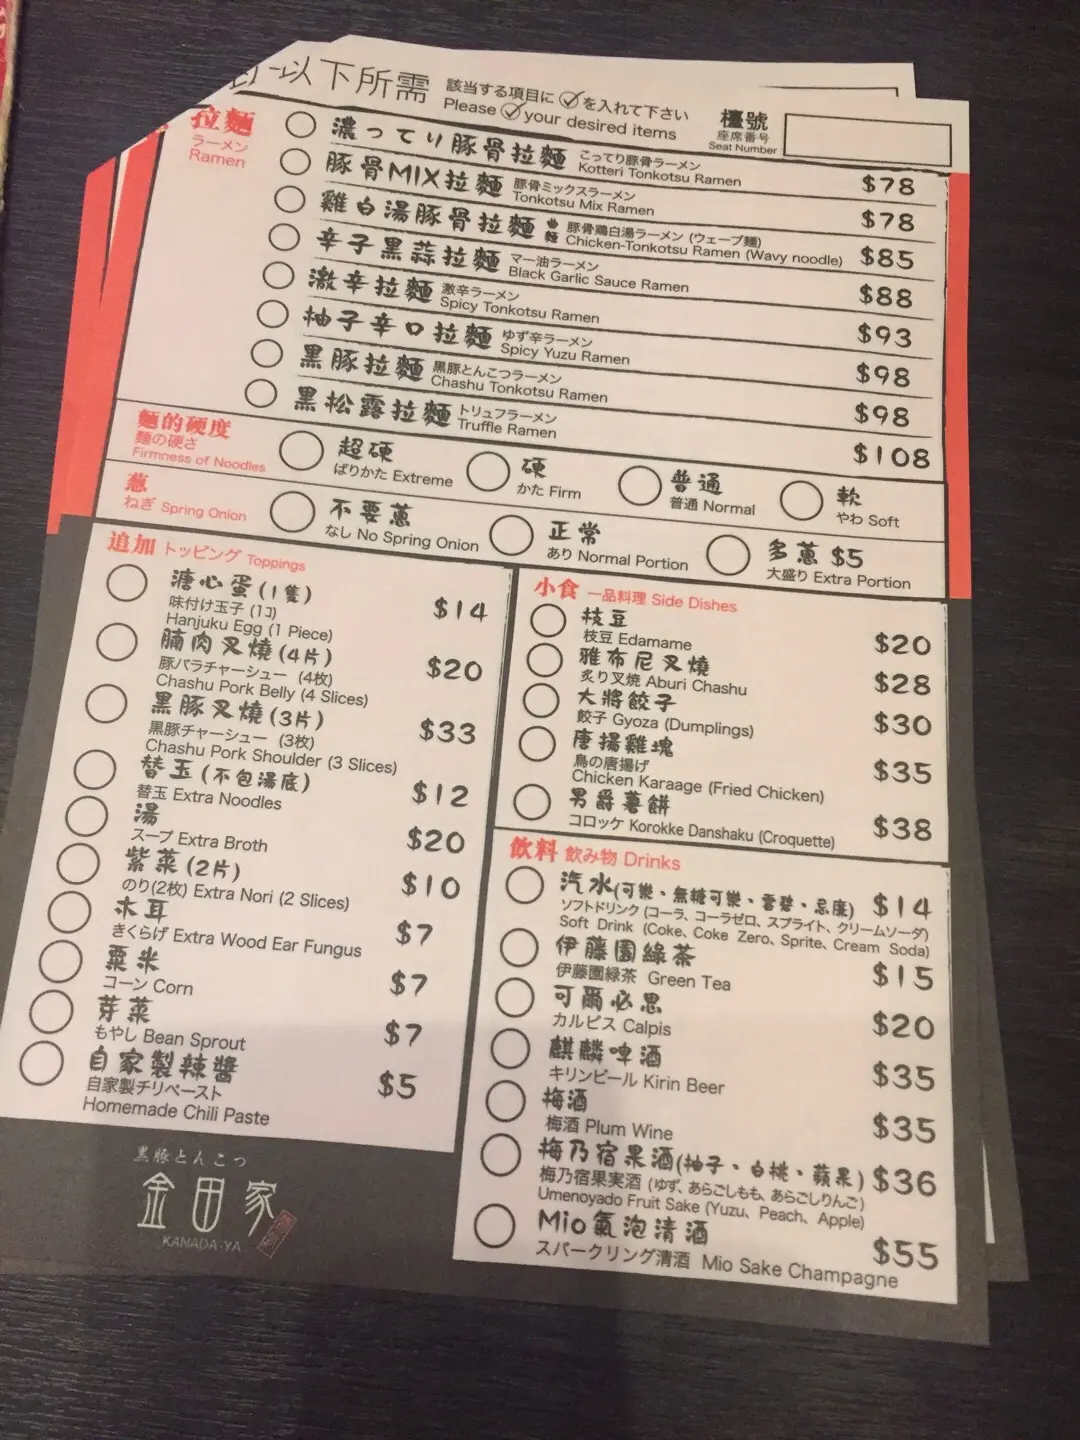 以下所需
該当する項目に✓を入れて下さい
Please ✓ your desired items
檯號
座席番号
Seat Number
拉麵
ラーメン
Ramen
濃ってり豚骨拉麵 こってり豚骨ラーメン Kotteri Tonkotsu Ramen $78
豚骨MIX拉麵 豚骨ミックスラーメン Tonkotsu Mix Ramen $78
雞白湯豚骨拉麵 豚骨鶏白湯ラーメン (ウェーブ麺) Chicken-Tonkotsu Ramen (Wavy noodle) $85
辛子黑蒜拉麵 マー油ラーメン Black Garlic Sauce Ramen $88
激辛拉麵 激辛ラーメン Spicy Tonkotsu Ramen $93
柚子辛口拉麵 ゆず辛ラーメン Spicy Yuzu Ramen $98
黑豚拉麵 黒豚とんこつラーメン Chashu Tonkotsu Ramen $98
黑松露拉麵 トリュフラーメン Truffle Ramen $108
麵的硬度
麺の硬さ
Firmness of Noodles
超硬
ばりかた Extreme
硬
かた Firm
普通
普通 Normal
軟
やわ Soft
蔥
ねぎ Spring Onion
不要蔥
なし No Spring Onion
正常
あり Normal Portion
多蔥 $5
大盛り Extra Portion
追加 トッピング Toppings
溏心蛋(1隻)
味付け玉子 (1コ)
Hanjuku Egg (1 Piece)
$14
腩肉叉燒(4片)
豚バラチャーシュー (4枚)
Chashu Pork Belly (4 Slices)
$20
黑豚叉燒(3片)
黒豚チャーシュー (3枚)
Chashu Pork Shoulder (3 Slices)
$33
替玉(不包湯底)
替玉 Extra Noodles
$12
湯
スープ Extra Broth
$20
紫菜(2片)
のり(2枚) Extra Nori (2 Slices)
$10
木耳
きくらげ Extra Wood Ear Fungus
$7
粟米
コーン Corn
$7
芽菜
もやし Bean Sprout
$7
自家製辣醬
自家製チリペースト
Homemade Chili Paste
$5
小食 一品料理 Side Dishes
枝豆
枝豆 Edamame
$20
雅布尼叉燒
炙り叉焼 Aburi Chashu
$28
大將餃子
餃子 Gyoza (Dumplings)
$30
唐揚雞塊
鳥の唐揚げ
Chicken Karaage (Fried Chicken)
$35
男爵薯餅
コロッケ Korokke Danshaku (Croquette)
$38
飲料 飲み物 Drinks
汽水(可樂、無糖可樂、雪碧、忌廉) $14
ソフトドリンク (コーラ、コーラゼロ、スプライト、クリームソーダ)
Soft Drink (Coke, Coke Zero, Sprite, Cream Soda)
伊藤園綠茶
伊藤園緑茶 Green Tea
$15
可爾必思
カルピス Calpis
$20
麒麟啤酒
キリンビール Kirin Beer
$35
梅酒
梅酒 Plum Wine
$35
梅乃宿果酒(柚子、白桃、蘋果) $36
梅乃宿果実酒 (ゆず、あらごしもも、あらごしりんご)
Umenoyado Fruit Sake (Yuzu, Peach, Apple)
Mio氣泡清酒
スパークリング清酒 Mio Sake Champagne
$55
黒豚とんこつ
金田家
KANADA-YA